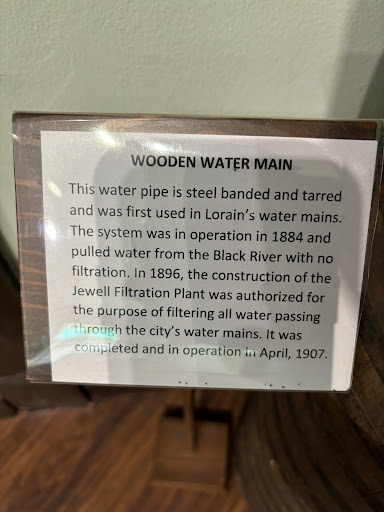 WOODEN WATER MAIN
This water pipe is steel banded and tarred
and was first used in Lorain's water mains.
The system was in operation in 1884 and
pulled water from the Black River with no
filtration. In 1896, the construction of the
Jewell Filtration Plant was authorized for
the purpose of filtering all water passing
through the city's water mains. It was
completed and in operation in April, 1907.